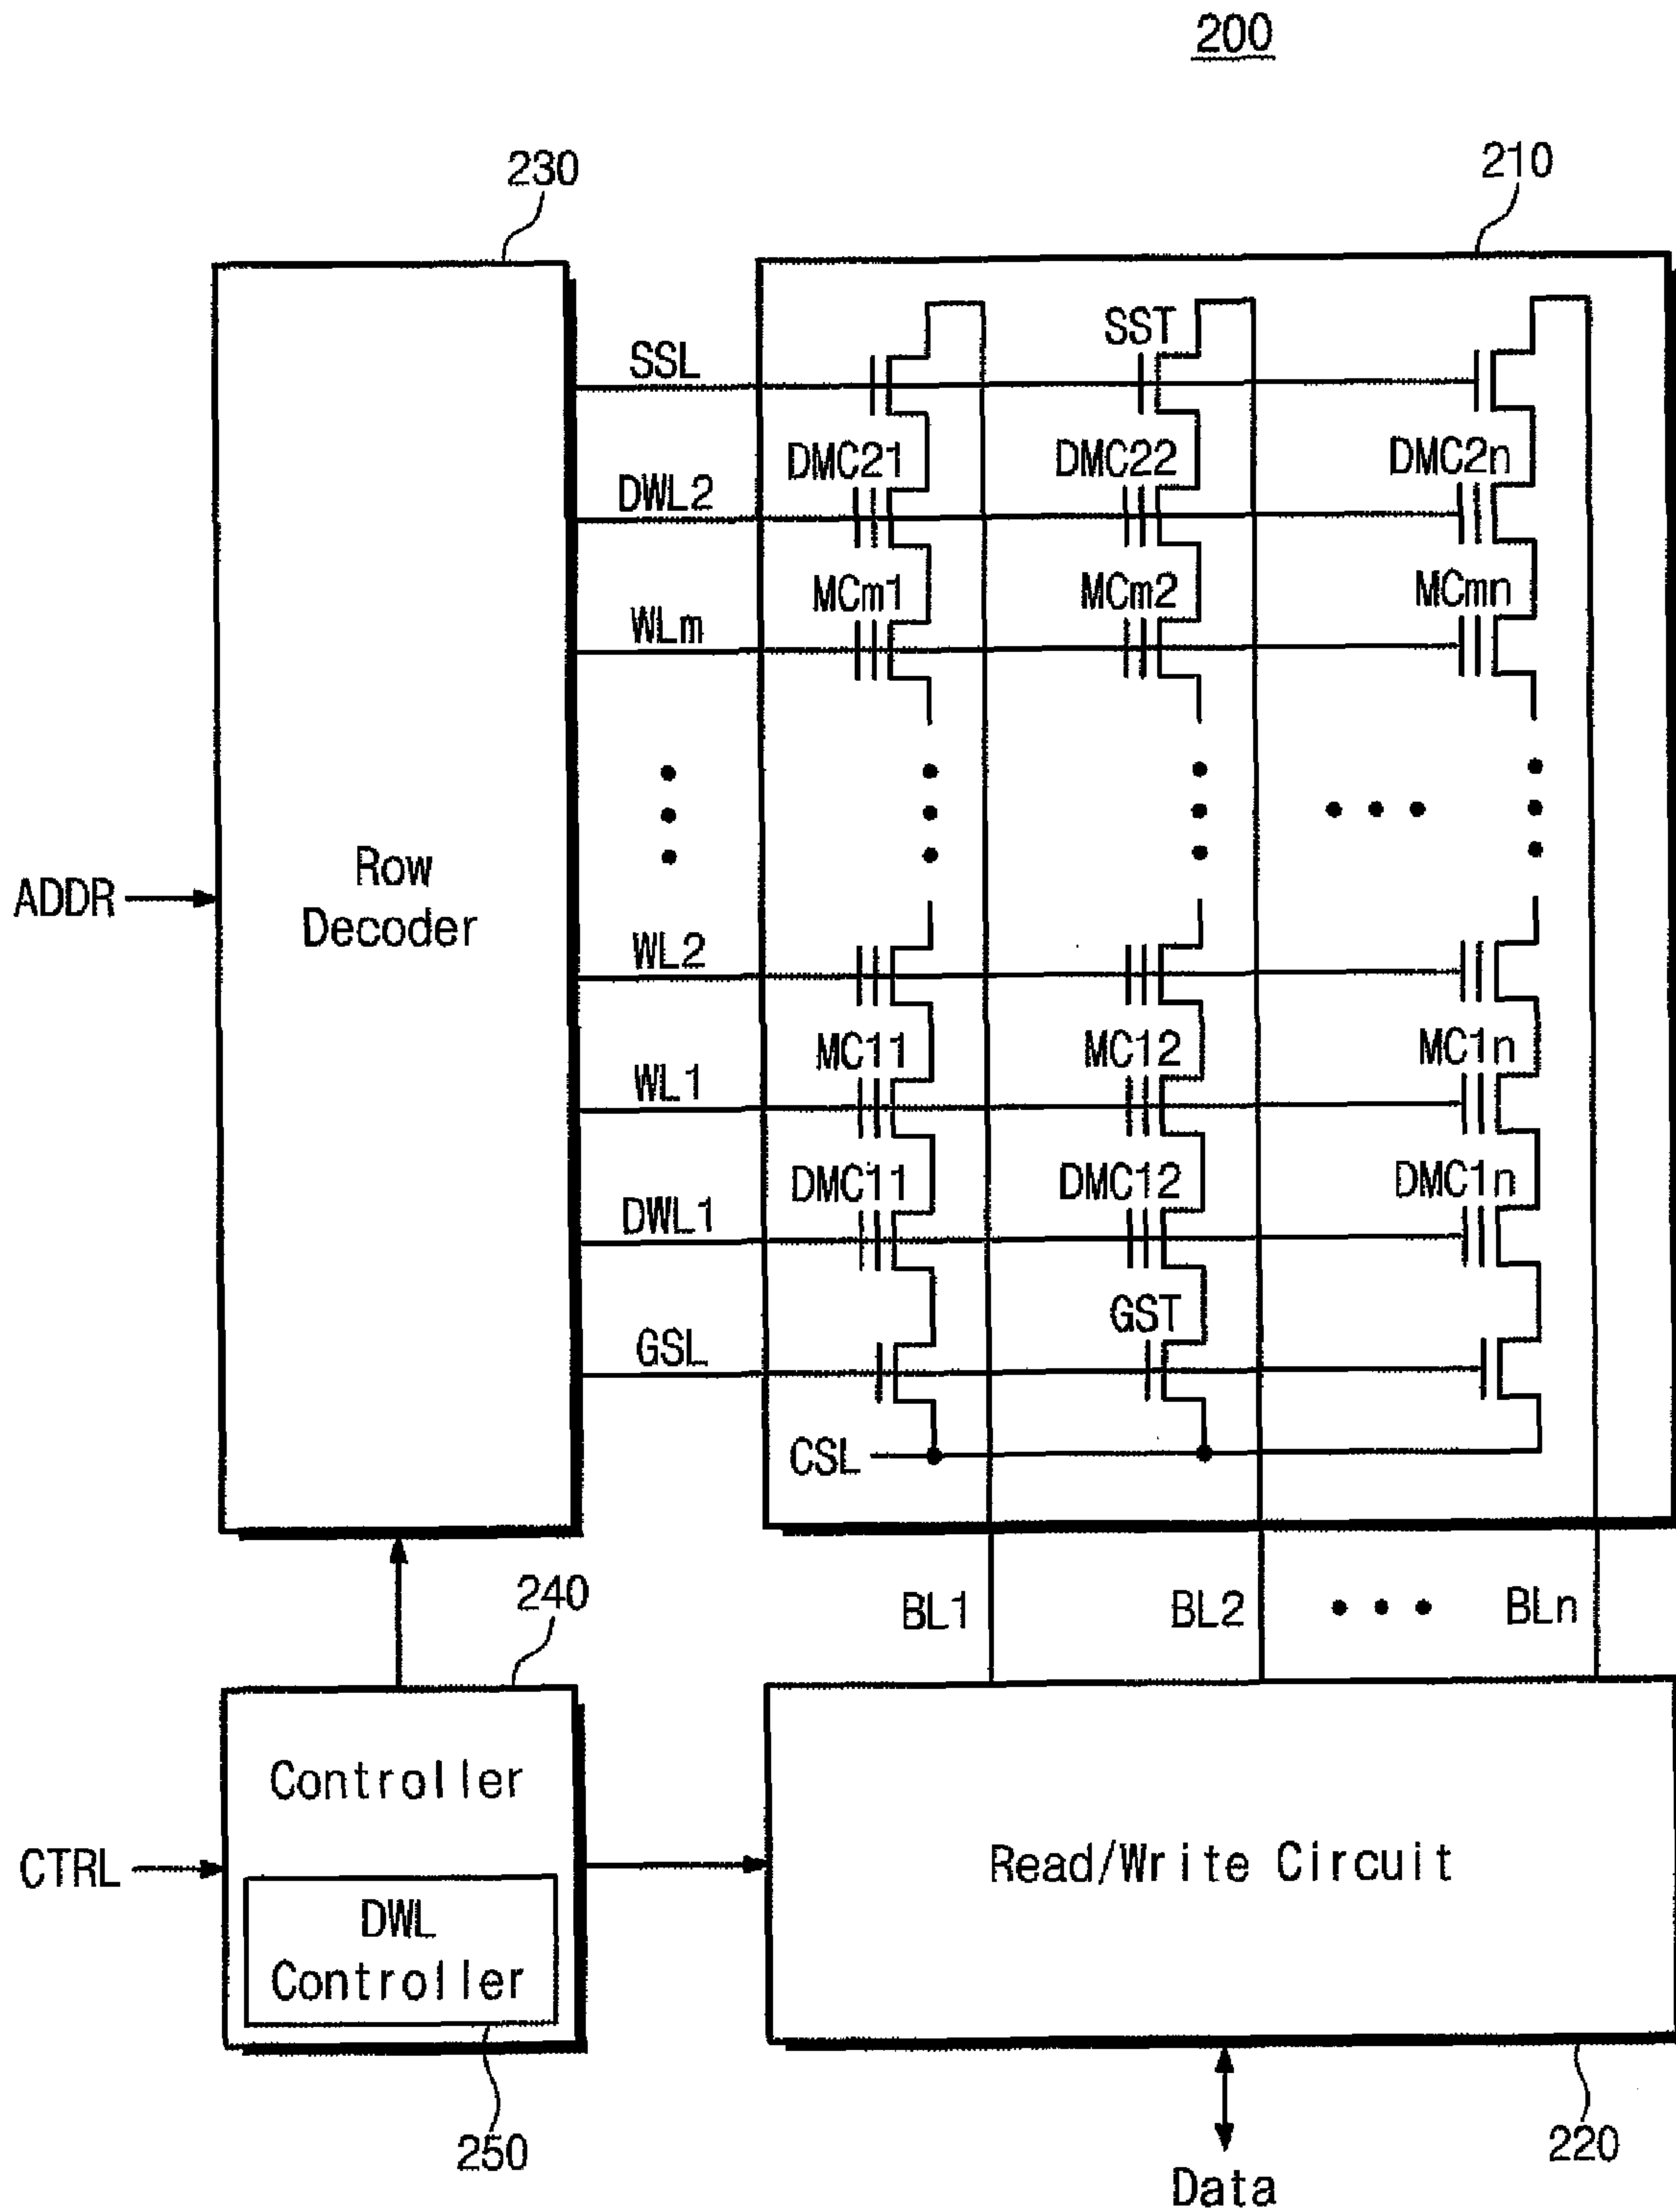 200
230
210
SSL
SST
DMC21
DMC22
DMC2n
DWL2
MCm1
MCm2
MCmn
WLm
ADDR
Row
Decoder
WL2
MC11
MC12
MC1n
WL1
DMC11
DMC12
DMC1n
DWL1
GST
GSL
CSL
240
BL1
BL2
BLn
Controller
CTRL
Read/Write Circuit
DWL
Controller
250
220
Data